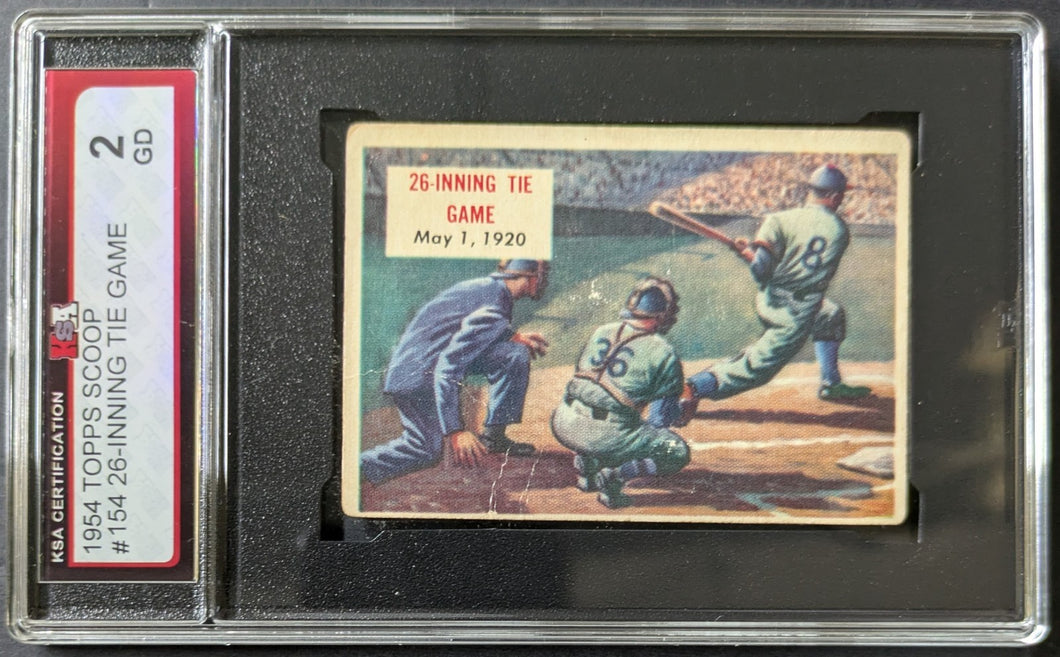 KSA CERTIFICATION
KSA
1954 TOPPS SCOOP
#154 26-INNING TIE GAME
2
GD
26-INNING TIE
GAME
May 1, 1920
8
36